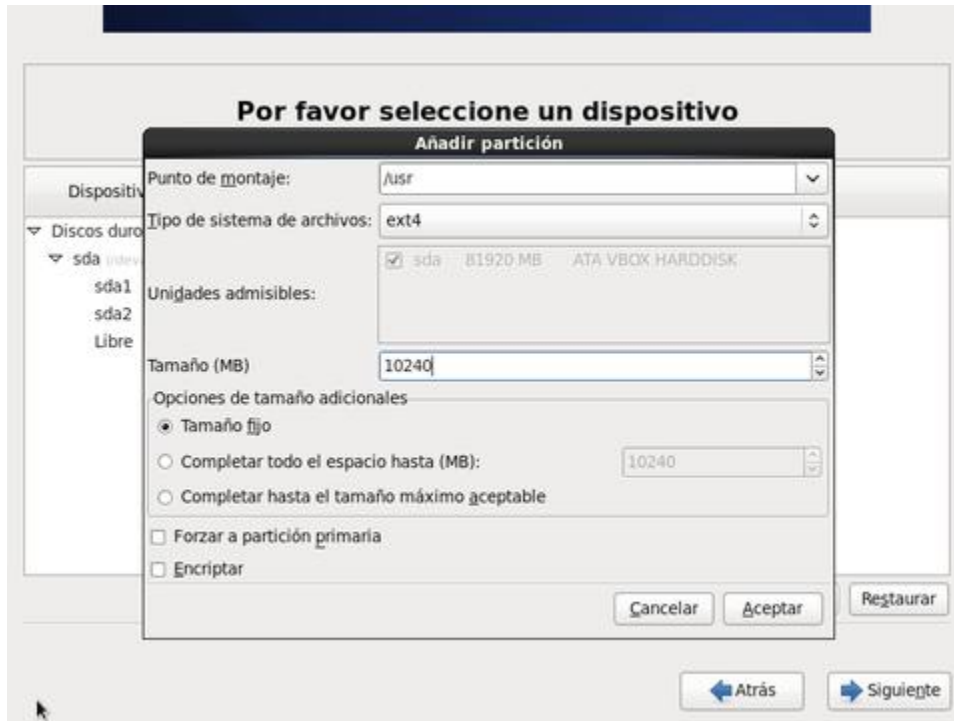 Por favor seleccione un dispositivo
Añadir partición
Dispositiv
Discos duro
sda
sda1
sda2
Libre
Punto de montaje: /usr
Tipo de sistema de archivos: ext4
Unidades admisibles:
sda 81920 MB ATA VBOX HARDDISK
Tamaño (MB) 10240
Opciones de tamaño adicionales
Tamaño fijo
Completar todo el espacio hasta (MB): 10240
Completar hasta el tamaño máximo aceptable
Forzar a partición primaria
Encriptar
Cancelar Aceptar
Restaurar
Atrás Siguiente